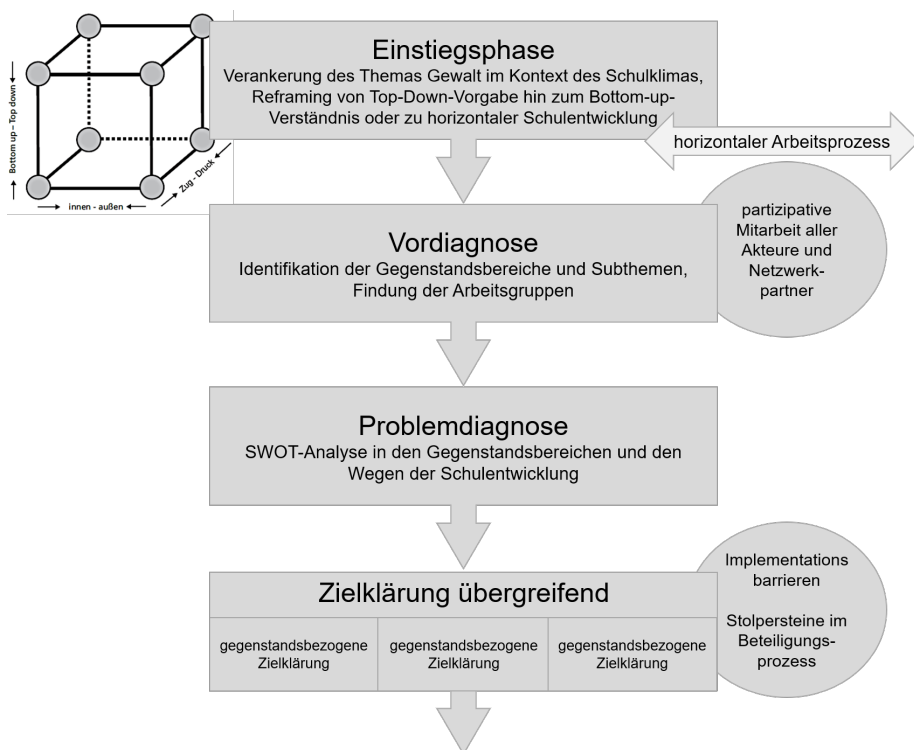 Bottom up – Top down
innen - außen
Zug - Druck
Einstiegsphase
Verankerung des Themas Gewalt im Kontext des Schulklimas,
Reframing von Top-Down-Vorgabe hin zum Bottom-up-
Verständnis oder zu horizontaler Schulentwicklung
horizontaler Arbeitsprozess
Vordiagnose
Identifikation der Gegenstandsbereiche und Subthemen,
Findung der Arbeitsgruppen
partizipative
Mitarbeit aller
Akteure und
Netzwerk-
partner
Problemdiagnose
SWOT-Analyse in den Gegenstandsbereichen und den
Wegen der Schulentwicklung
Zielklärung übergreifend
gegenstandsbezogene
Zielklärung
gegenstandsbezogene
Zielklärung
gegenstandsbezogene
Zielklärung
Implementations
barrieren
Stolpersteine im
Beteiligungs-
prozess